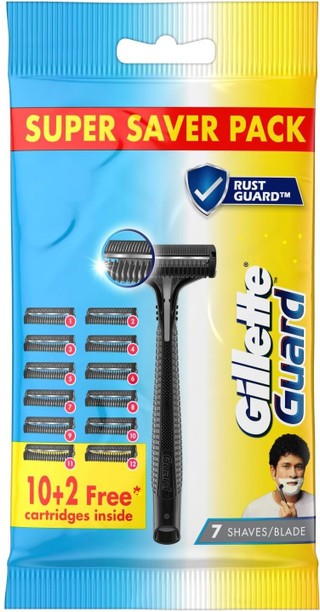 SUPER SAVER PACK
RUST
GUARD™
Gillette®
Guard
1
2
3
4
5
6
7
8
9
10
11
12
10+2 Free*
cartridges inside
7 SHAVES/BLADE